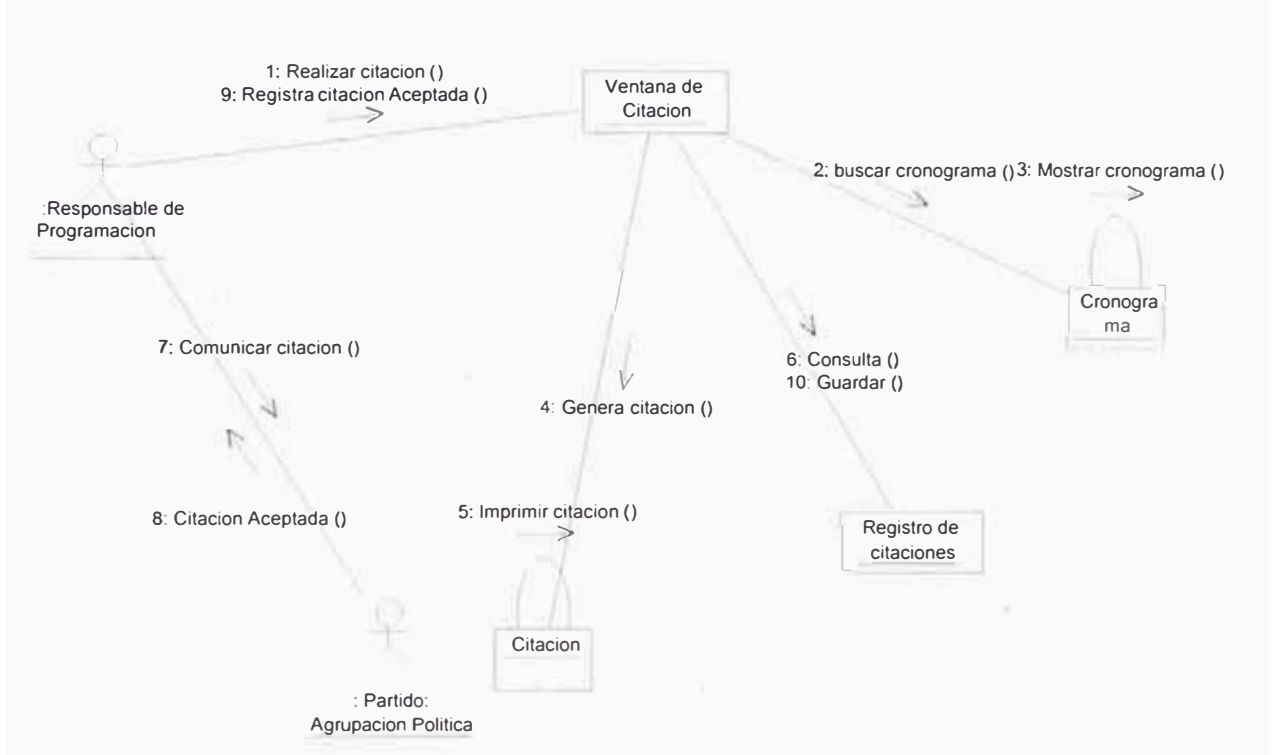 1: Realizar citacion ()
9: Registra citacion Aceptada ()
Ventana de
Citacion
2: buscar cronograma () 3: Mostrar cronograma ()
:Responsable de
Programacion
Cronogra
ma
7: Comunicar citacion ()
6: Consulta ()
10: Guardar ()
4: Genera citacion ()
8: Citacion Aceptada ()
5: Imprimir citacion ()
Registro de
citaciones
Citacion
: Partido:
Agrupacion Politica